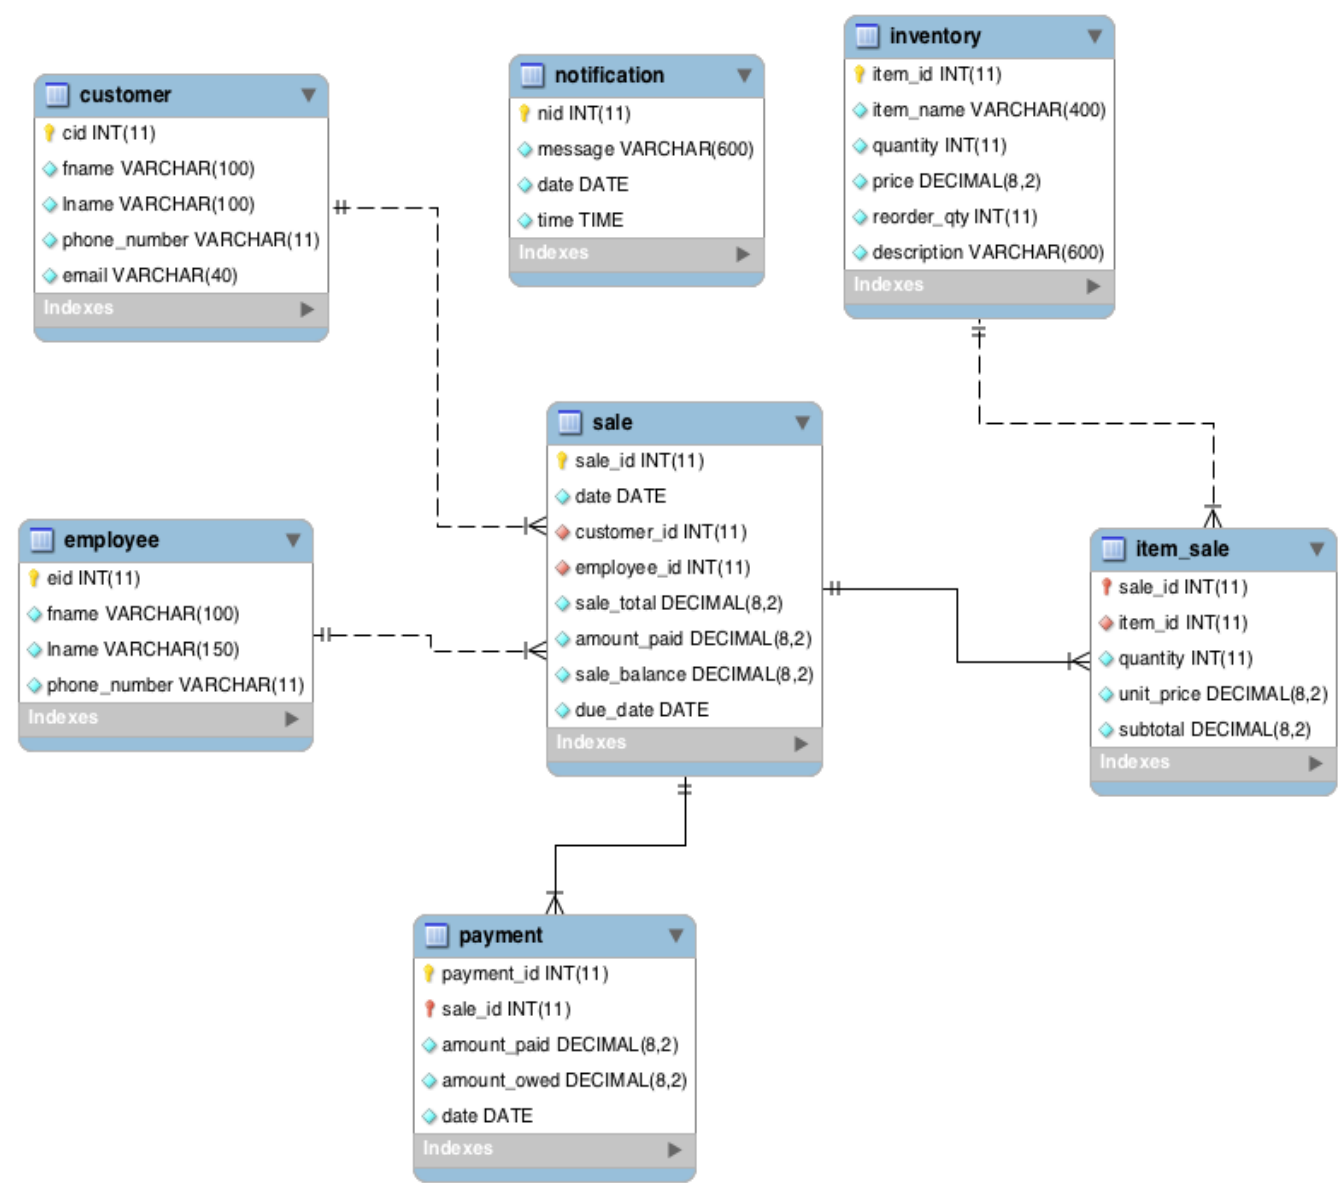 customer
cid INT(11)
fname VARCHAR(100)
lname VARCHAR(100)
phone_number VARCHAR(11)
email VARCHAR(40)
Indexes
notification
nid INT(11)
message VARCHAR(600)
date DATE
time TIME
Indexes
inventory
item_id INT(11)
item_name VARCHAR(400)
quantity INT(11)
price DECIMAL(8,2)
reorder_qty INT(11)
description VARCHAR(600)
Indexes
employee
eid INT(11)
fname VARCHAR(100)
lname VARCHAR(150)
phone_number VARCHAR(11)
Indexes
sale
sale_id INT(11)
date DATE
customer_id INT(11)
employee_id INT(11)
sale_total DECIMAL(8,2)
amount_paid DECIMAL(8,2)
sale_balance DECIMAL(8,2)
due_date DATE
Indexes
item_sale
sale_id INT(11)
item_id INT(11)
quantity INT(11)
unit_price DECIMAL(8,2)
subtotal DECIMAL(8,2)
Indexes
payment
payment_id INT(11)
sale_id INT(11)
amount_paid DECIMAL(8,2)
amount_owed DECIMAL(8,2)
date DATE
Indexes